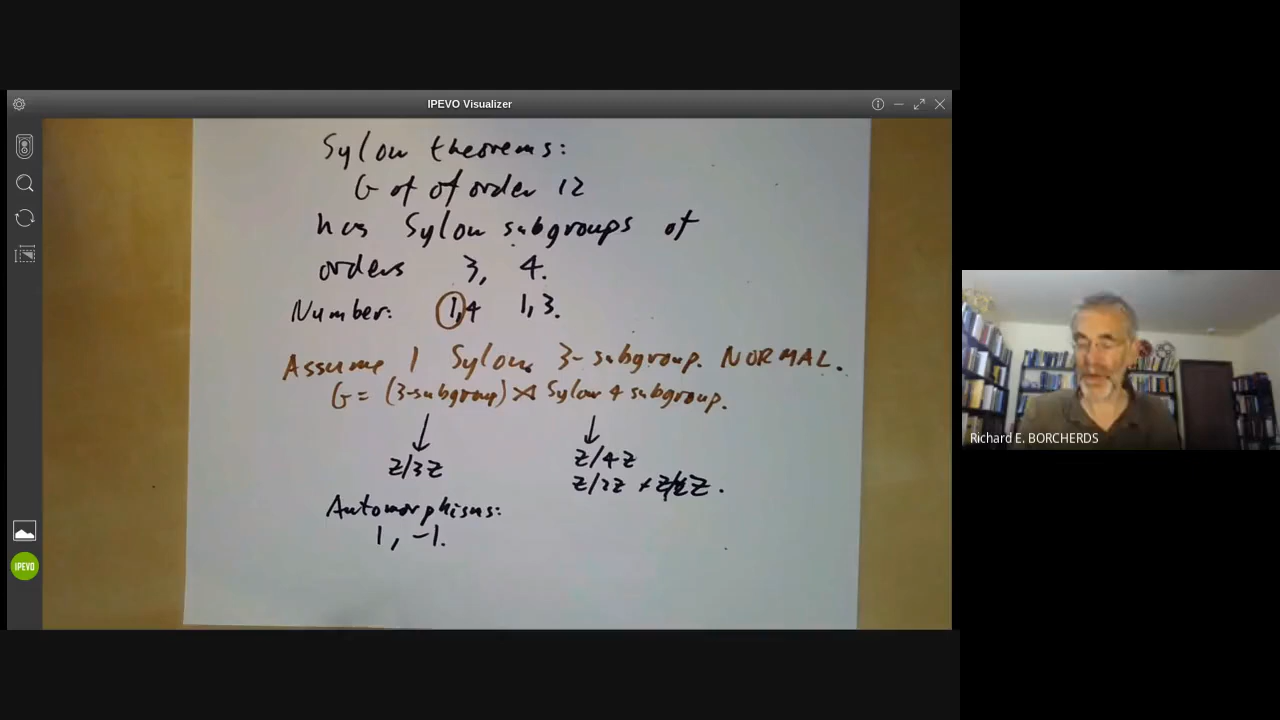 IPEVO Visualizer
Sylow theorems:
G of of order 12
has Sylow subgroups of
orders 3, 4.
Number: 1,4 1,3.
Assume 1 Sylow 3-subgroup. NORMAL.
G = (3-subgroup) ⋊ Sylow 4 subgroup.
↓ ↓
Z/3Z Z/4Z
Z/2Z × Z/2Z.
Automorphisms:
1, -1.
Richard E. BORCHERDS
IPEVO